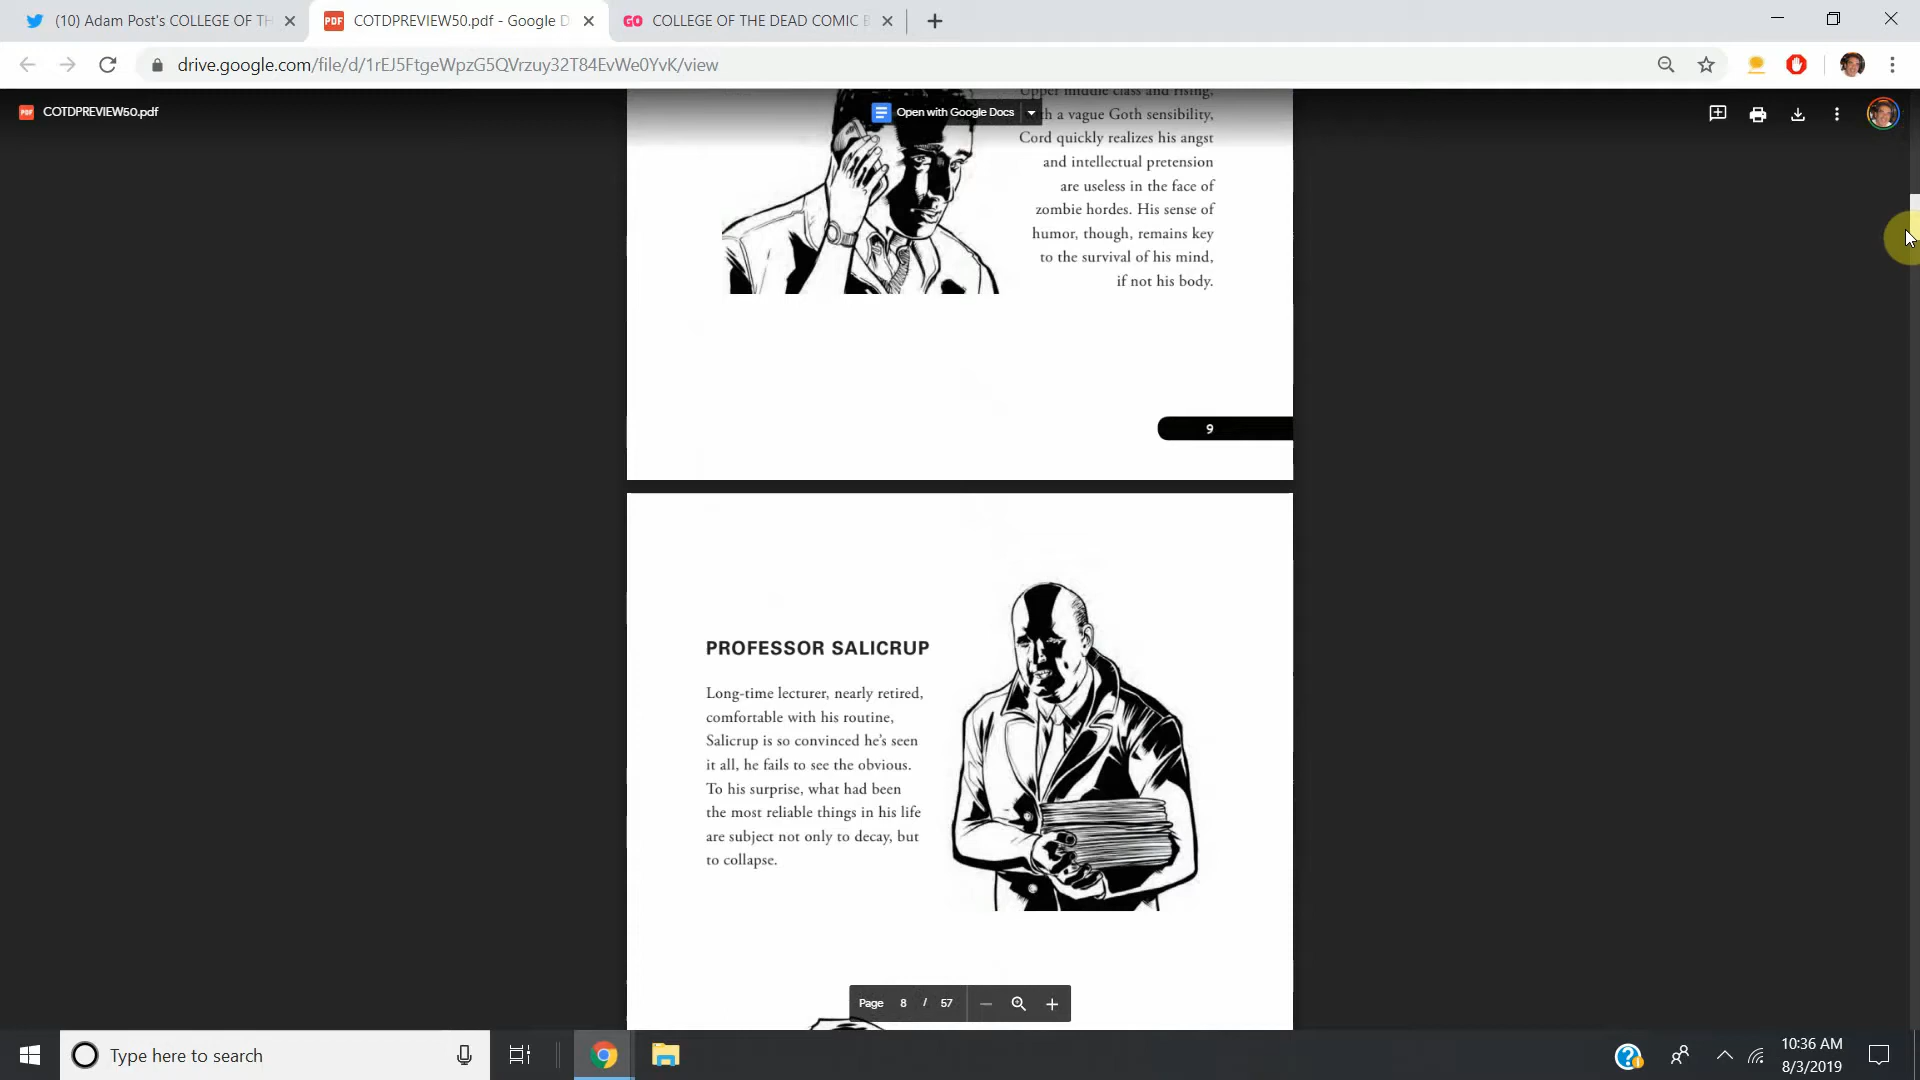 (10) Adam Post's COLLEGE OF TH
COTDPREVIEW50.pdf - Google D
COLLEGE OF THE DEAD COMIC B
drive.google.com/file/d/1rEJ5FtgeWpzG5QVrzuy32T84EvWe0YvK/view
COTDPREVIEW50.pdf
Open with Google Docs
Upper middle class and rising,
th a vague Goth sensibility,
Cord quickly realizes his angst
and intellectual pretension
are useless in the face of
zombie hordes. His sense of
humor, though, remains key
to the survival of his mind,
if not his body.
9
PROFESSOR SALICRUP
Long-time lecturer, nearly retired,
comfortable with his routine,
Salicrup is so convinced he's seen
it all, he fails to see the obvious.
To his surprise, what had been
the most reliable things in his life
are subject not only to decay, but
to collapse.
Page 8 / 57
Type here to search
10:36 AM
8/3/2019